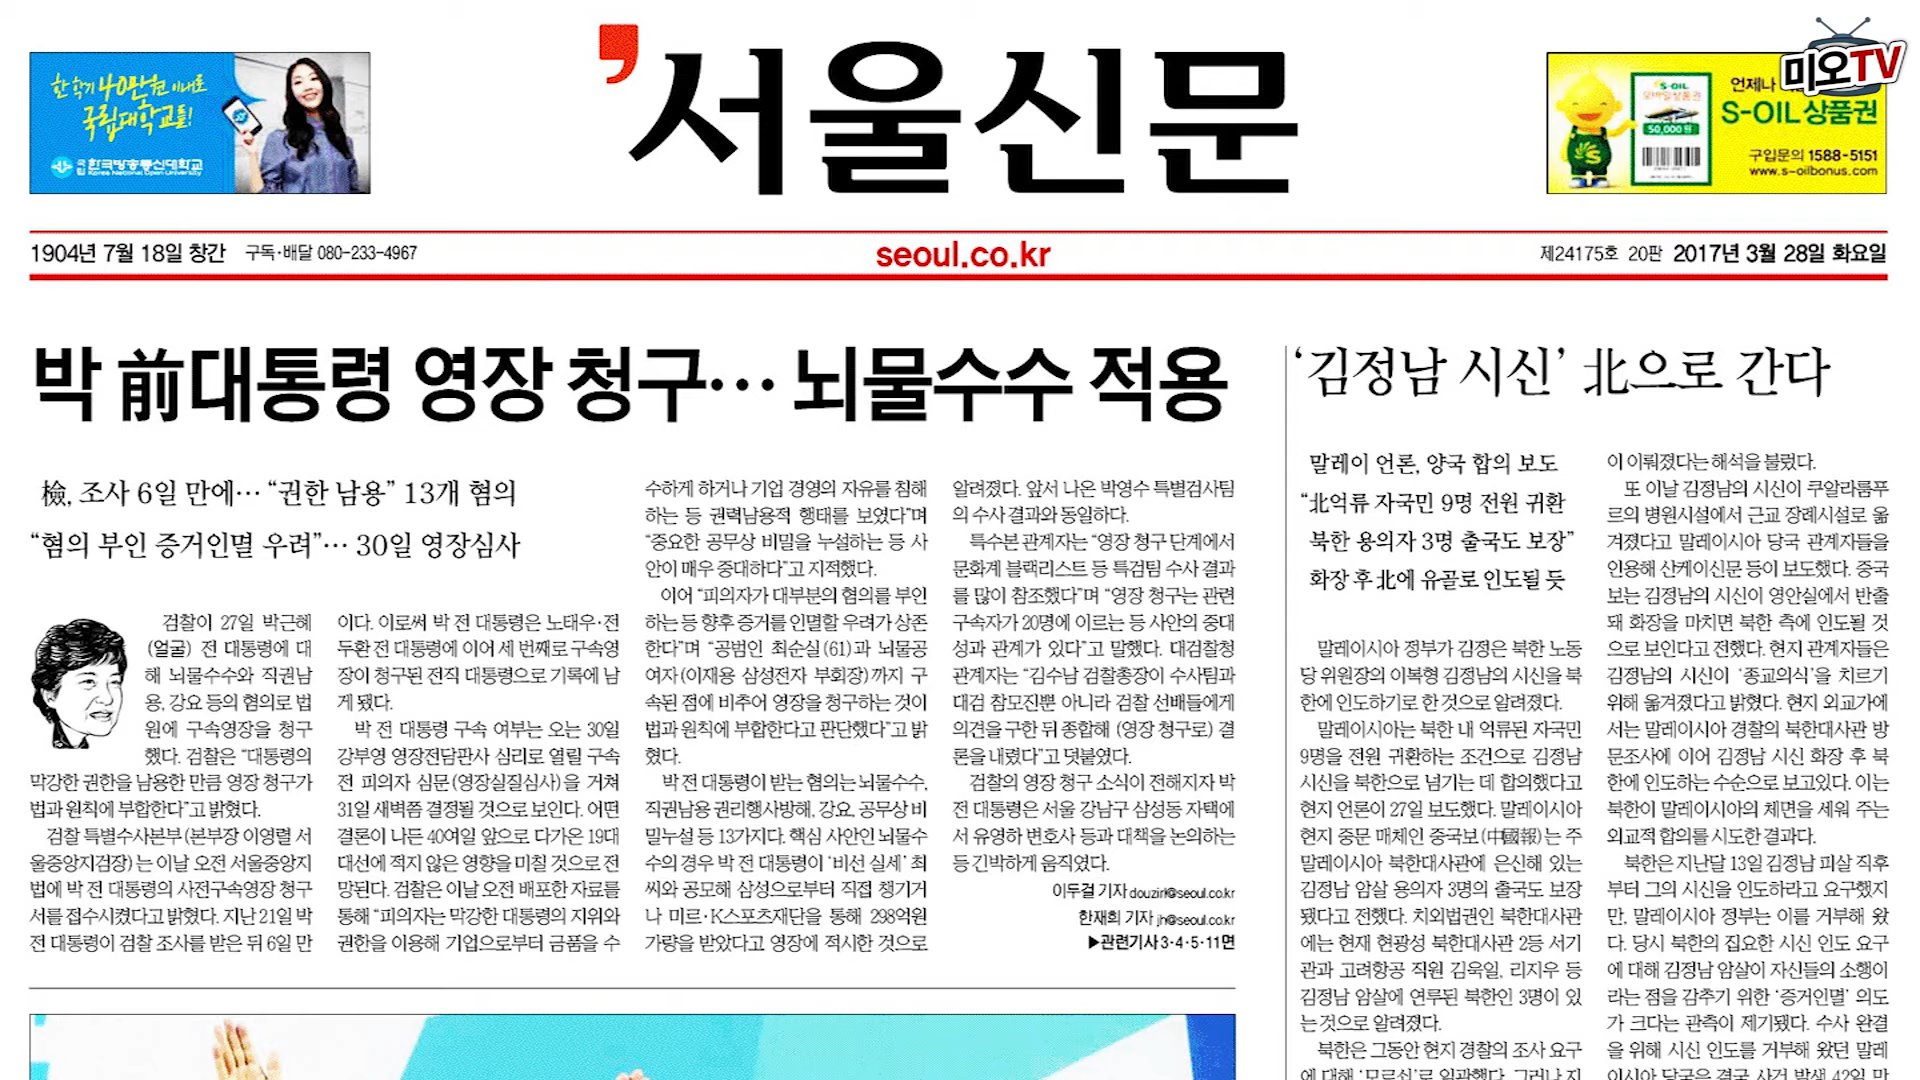 한 학기 40만원 이내로
국립대학교를!
국립 한국방송통신대학교
Korea National Open University
서울신문
언제나
S-OIL 상품권
구입문의 1588-5151
www.s-oilbonus.com
S-OIL
모바일상품권
50,000원
미오TV
1904년 7월 18일 창간 구독·배달 080-233-4967
seoul.co.kr
제24175호 20판 2017년 3월 28일 화요일
박 前대통령 영장 청구… 뇌물수수 적용
檢, 조사 6일 만에… “권한 남용” 13개 혐의
“혐의 부인 증거인멸 우려”… 30일 영장심사
검찰이 27일 박근혜
(얼굴) 전 대통령에 대
해 뇌물수수와 직권남
용, 강요 등의 혐의로 법
원에 구속영장을 청구
했다. 검찰은 “대통령의
막강한 권한을 남용한 만큼 영장 청구가
법과 원칙에 부합한다”고 밝혔다.
검찰 특별수사본부(본부장 이영렬 서
울중앙지검장)는 이날 오전 서울중앙지
법에 박 전 대통령의 사전구속영장 청구
서를 접수시켰다고 밝혔다. 지난 21일 박
전 대통령이 검찰 조사를 받은 뒤 6일 만
이다. 이로써 박 전 대통령은 노태우·전
두환 전 대통령에 이어 세 번째로 구속영
장이 청구된 전직 대통령으로 기록에 남
게 됐다.
박 전 대통령 구속 여부는 오는 30일
강부영 영장전담판사 심리로 열릴 구속
전 피의자 심문(영장실질심사)을 거쳐
31일 새벽쯤 결정될 것으로 보인다. 어떤
결론이 나든 40여일 앞으로 다가온 19대
대선에 적지 않은 영향을 미칠 것으로 전
망된다. 검찰은 이날 오전 배포한 자료를
통해 “피의자는 막강한 대통령의 지위와
권한을 이용해 기업으로부터 금품을 수
수하게 하거나 기업 경영의 자유를 침해
하는 등 권력남용적 행태를 보였다”며
“중요한 공무상 비밀을 누설하는 등 사
안이 매우 중대하다”고 지적했다.
이어 “피의자가 대부분의 혐의를 부인
하는 등 향후 증거를 인멸할 우려가 상존
한다”며 “공범인 최순실(61)과 뇌물공
여자(이재용 삼성전자 부회장)까지 구
속된 점에 비추어 영장을 청구하는 것이
법과 원칙에 부합한다고 판단했다”고 밝
혔다.
박 전 대통령이 받는 혐의는 뇌물수수,
직권남용 권리행사방해, 강요, 공무상 비
밀누설 등 13가지다. 핵심 사안인 뇌물수
수의 경우 박 전 대통령이 ‘비선 실세’ 최
씨와 공모해 삼성으로부터 직접 챙기거
나 미르·K스포츠재단을 통해 298억원
가량을 받았다고 영장에 적시한 것으로
알려졌다. 앞서 나온 박영수 특별검사팀
의 수사 결과와 동일하다.
특수본 관계자는 “영장 청구 단계에서
문화계 블랙리스트 등 특검팀 수사 결과
를 많이 참조했다”며 “영장 청구는 관련
구속자가 20명에 이르는 등 사안의 중대
성과 관계가 있다”고 말했다. 대검찰청
관계자는 “김수남 검찰총장이 수사팀과
대검 참모진뿐 아니라 검찰 선배들에게
의견을 구한 뒤 종합해 (영장 청구로) 결
론을 내렸다”고 덧붙였다.
검찰의 영장 청구 소식이 전해지자 박
전 대통령은 서울 강남구 삼성동 자택에
서 유영하 변호사 등과 대책을 논의하는
등 긴박하게 움직였다.
이두걸 기자 douzirl@seoul.co.kr
한재희 기자 jh@seoul.co.kr
▶관련기사 3·4·5·11면
‘김정남 시신’ 北으로 간다
말레이 언론, 양국 합의 보도
“北억류 자국민 9명 전원 귀환
북한 용의자 3명 출국도 보장”
화장 후 北에 유골로 인도될 듯
말레이시아 정부가 김정은 북한 노동
당 위원장의 이복형 김정남의 시신을 북
한에 인도하기로 한 것으로 알려졌다.
말레이시아는 북한 내 억류된 자국민
9명을 전원 귀환하는 조건으로 김정남
시신을 북한으로 넘기는 데 합의했다고
현지 언론이 27일 보도했다. 말레이시아
현지 중문 매체인 중국보(中國報)는 주
말레이시아 북한대사관에 은신해 있는
김정남 암살 용의자 3명의 출국도 보장
됐다고 전했다. 치외법권인 북한대사관
에는 현재 현광성 북한대사관 2등 서기
관과 고려항공 직원 김욱일, 리지우 등
김정남 암살에 연루된 북한인 3명이 있
는 것으로 알려졌다.
북한은 그동안 현지 경찰의 조사 요구
에 대해 ‘모르쇠’로 일관했다. 그러나 지
이 이뤄졌다는 해석을 불렀다.
또 이날 김정남의 시신이 쿠알라룸푸
르의 병원시설에서 근교 장례시설로 옮
겨졌다고 말레이시아 당국 관계자들을
인용해 산케이신문 등이 보도했다. 중국
보는 김정남의 시신이 영안실에서 반출
돼 화장을 마치면 북한 측에 인도될 것
으로 보인다고 전했다. 현지 관계자들은
김정남의 시신이 ‘종교의식’을 치르기
위해 옮겨졌다고 밝혔다. 현지 외교가에
서는 말레이시아 경찰의 북한대사관 방
문조사에 이어 김정남 시신 화장 후 북
한에 인도하는 수순으로 보고있다. 이는
북한이 말레이시아의 체면을 세워 주는
외교적 합의를 시도한 결과다.
북한은 지난달 13일 김정남 피살 직후
부터 그의 시신을 인도하라고 요구했지
만, 말레이시아 정부는 이를 거부해 왔
다. 당시 북한의 집요한 시신 인도 요구
에 대해 김정남 암살이 자신들의 소행이
라는 점을 감추기 위한 ‘증거인멸’ 의도
가 크다는 관측이 제기됐다. 수사 완결
을 위해 시신 인도를 거부해 왔던 말레
이시아 당국은 결국 사건 발생 42일 만